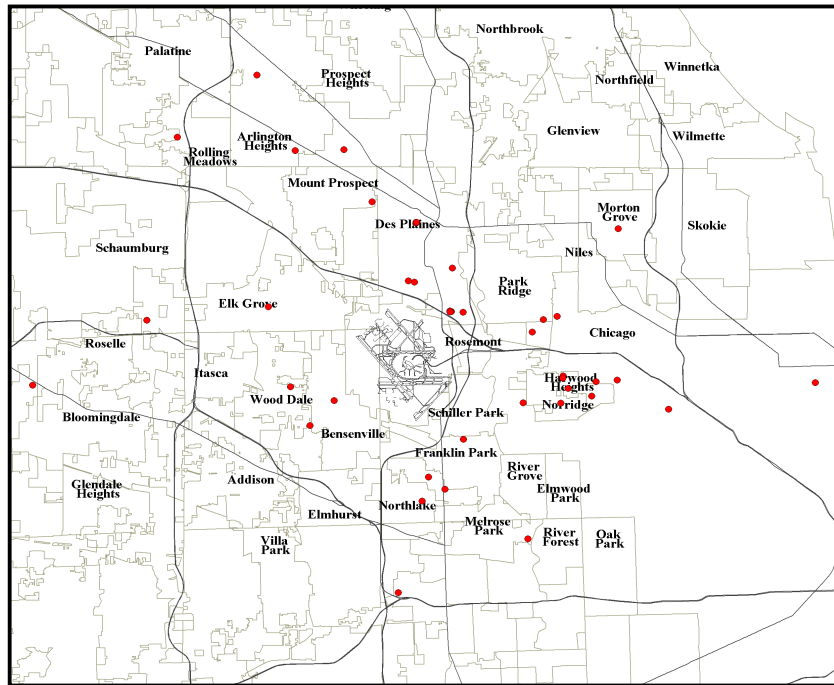 Northbrook
Palatine
Winnetka
Prospect
Heights
Northfield
Glenview
Wilmette
Arlington
Heights
Rolling
Meadows
Mount Prospect
Morton
Grove
Des Plaines
Skokie
Schaumburg
Niles
Park
Ridge
Elk Grove
Chicago
Roselle
Rosemont
Itasca
Harwood
Heights
Wood Dale
Norridge
Schiller Park
Bloomingdale
Bensenville
Franklin Park
River
Grove
Addison
Glendale
Heights
Elmwood
Park
Northlake
Elmhurst
Melrose
Park
River
Forest
Oak
Park
Villa
Park